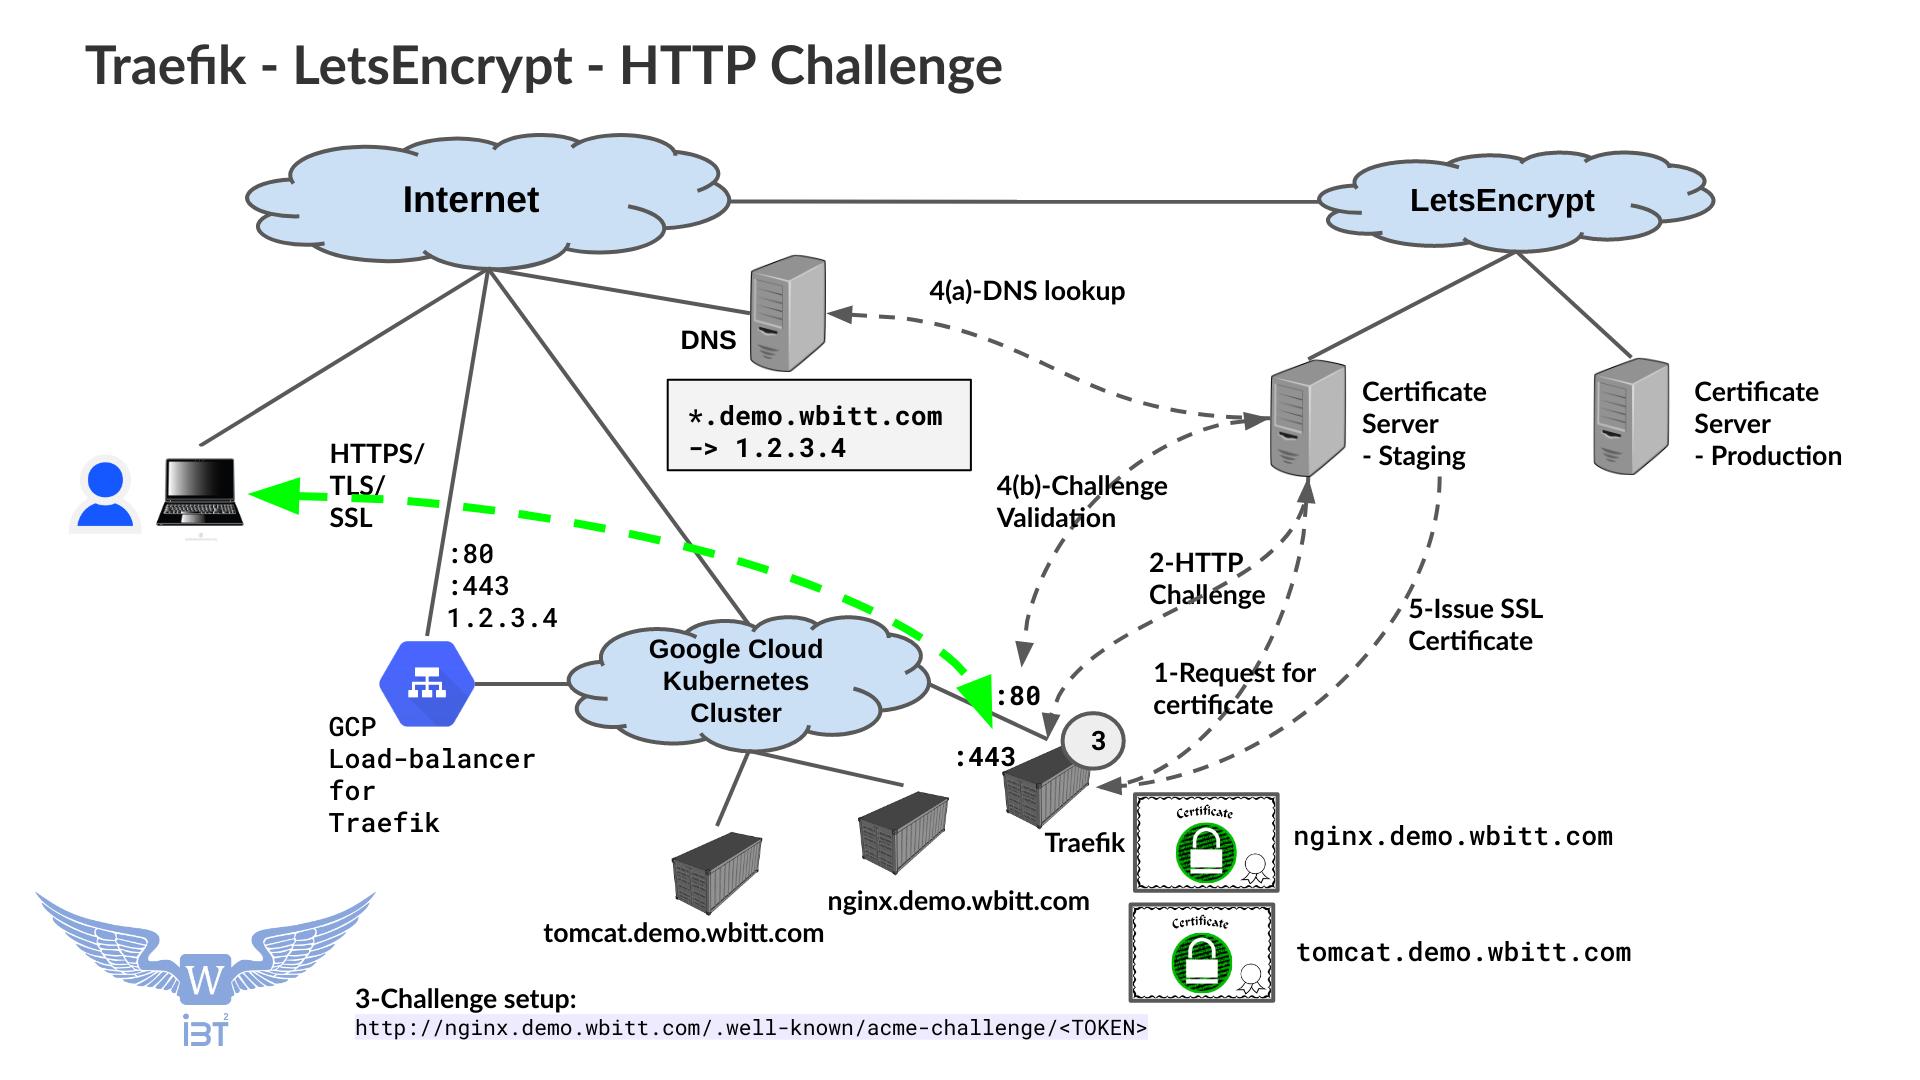 Traefik - LetsEncrypt - HTTP Challenge
Internet
LetsEncrypt
4(a)-DNS lookup
DNS
*.demo.wbitt.com
-> 1.2.3.4
Certificate
Server
- Staging
Certificate
Server
- Production
HTTPS/
TLS/
SSL
4(b)-Challenge
Validation
:80
:443
1.2.3.4
2-HTTP
Challenge
5-Issue SSL
Certificate
Google Cloud
Kubernetes
Cluster
1-Request for
certificate
:80
:443
3
GCP
Load-balancer
for
Traefik
Traefik
Certificate
nginx.demo.wbitt.com
nginx.demo.wbitt.com
tomcat.demo.wbitt.com
Certificate
tomcat.demo.wbitt.com
W
iBT2
3-Challenge setup:
http://nginx.demo.wbitt.com/.well-known/acme-challenge/<TOKEN>